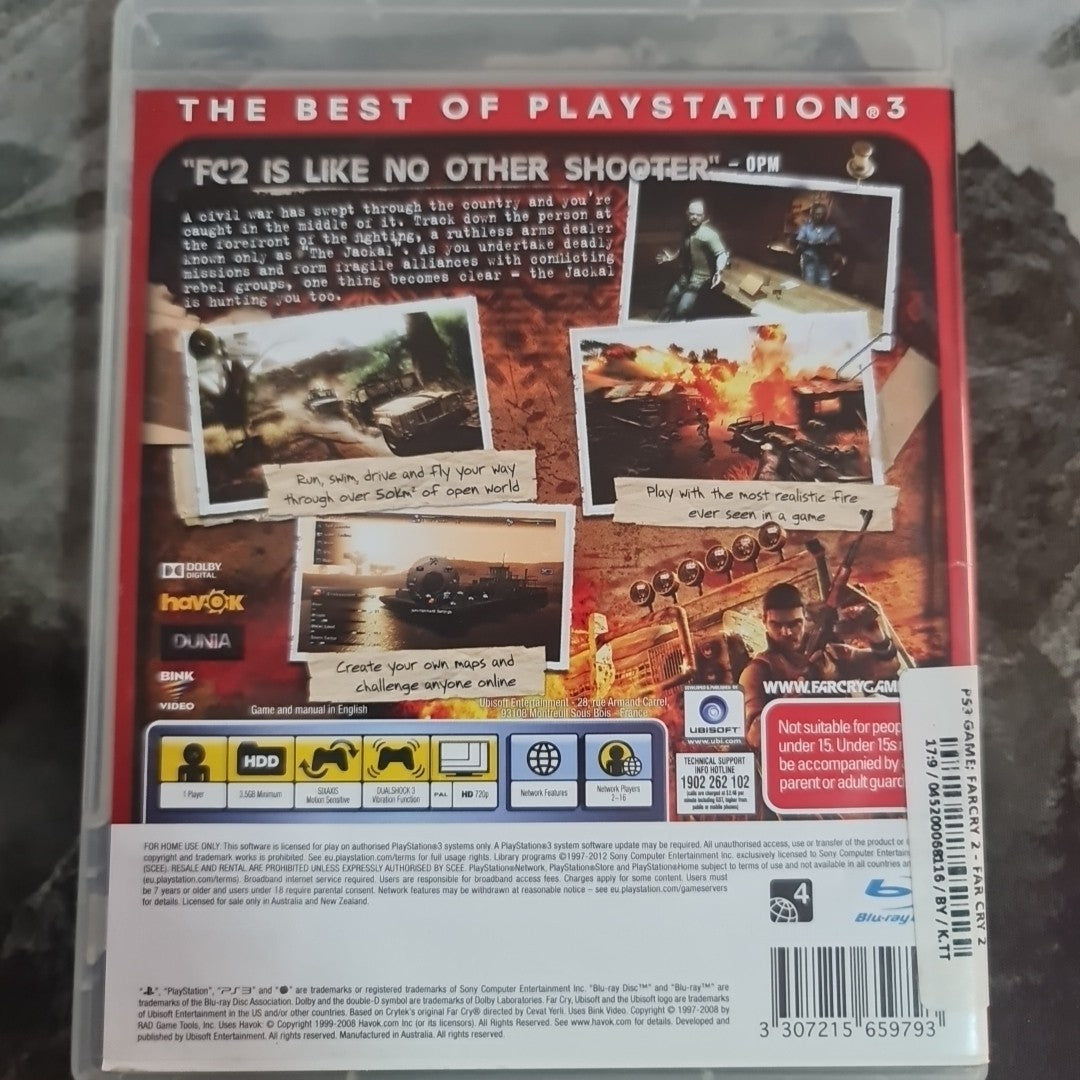 THE BEST OF PLAYSTATION®3
"FC2 IS LIKE NO OTHER SHOOTER" - OPM
A civil war has swept through the country and you're
caught in the middle of it. Track down the person at
the forefront of the fighting, a ruthless arms dealer
known only as "The Jackal". As you undertake deadly
missions and form fragile alliances with conflicting
rebel groups, one thing becomes clear - the Jackal
is hunting you too.
Run, swim, drive and fly your way
through over 50km² of open world
Play with the most realistic fire
ever seen in a game
Create your own maps and
challenge anyone online
DOLBY
DIGITAL
havok
DUNIA
BINK
VIDEO
Game and manual in English
Ubisoft Entertainment - 28, rue Armand Carrel,
93108 Montreuil Sous Bois - France
DEVELOPED & PUBLISHED BY
UBISOFT
www.ubi.com
WWW.FARCRYGAM
TECHNICAL SUPPORT
INFO HOTLINE
1902 262 102
Not suitable for peop
under 15. Under 15s
be accompanied by
parent or adult guard
HDD
1 Player
3.5GB Minimum
SIXAXIS
Motion Sensitive
DUALSHOCK 3
Vibration Function
PAL
HD 720p
Network Features
Network Players
2-16
FOR HOME USE ONLY: This software is licensed for play on authorised PlayStation®3 systems only. A PlayStation®3 system software update may be required. All unauthorised access, use or transfer of the product or
copyright and trademark works is prohibited. See eu.playstation.com/terms for full usage rights. Library programs ©1997-2012 Sony Computer Entertainment Inc. exclusively licensed to Sony Computer Entertain
(SCEE). RESALE AND RENTAL ARE PROHIBITED UNLESS EXPRESSLY AUTHORISED BY SCEE. PlayStation®Network, PlayStation®Store and PlayStation®Home subject to terms of use and not available in all countries an
(eu.playstation.com/terms). Broadband internet service required. Users are responsible for broadband access fees. Charges apply for some content. Users must
be 7 years or older and users under 18 require parental consent. Network features may be withdrawn at reasonable notice – see eu.playstation.com/gameservers
for details. Licensed for sale only in Australia and New Zealand.
4
Blu-ray
"PlayStation", "PS3" and are trademarks or registered trademarks of Sony Computer Entertainment Inc. "Blu-ray Disc™" and "Blu-ray™" are
trademarks of the Blu-ray Disc Association. Dolby and the double-D symbol are trademarks of Dolby Laboratories. Far Cry, Ubisoft and the Ubisoft logo are trademarks
of Ubisoft Entertainment in the US and/or other countries. Based on Crytek's original Far Cry® directed by Cevat Yerli. Uses Bink Video. Copyright © 1997-2008 by
RAD Game Tools, Inc. Uses Havok: © Copyright 1999-2008 Havok.com Inc (or its licensors). All Rights Reserved. See www.havok.com for details. Developed and
published by Ubisoft Entertainment. All rights reserved. Manufactured in Australia. All rights reserved.
3 307215 659793
PS3 GAME: FARCRY 2 - FAR CRY 2
17:9 / 045200068116 / BY / K.TT